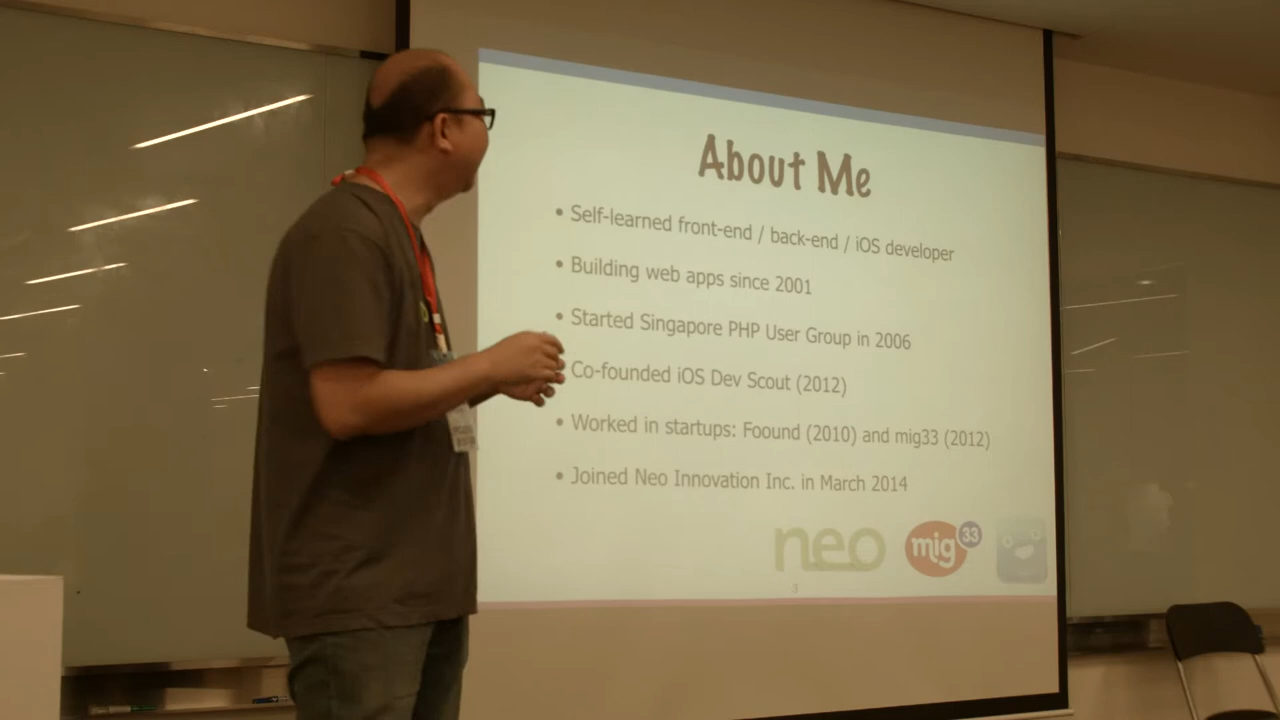 About Me
• Self-learned front-end / back-end / iOS developer
• Building web apps since 2001
• Started Singapore PHP User Group in 2006
Co-founded iOS Dev Scout (2012)
• Worked in startups: Foound (2010) and mig33 (2012)
• Joined Neo Innovation Inc. in March 2014
neo
mig33
3